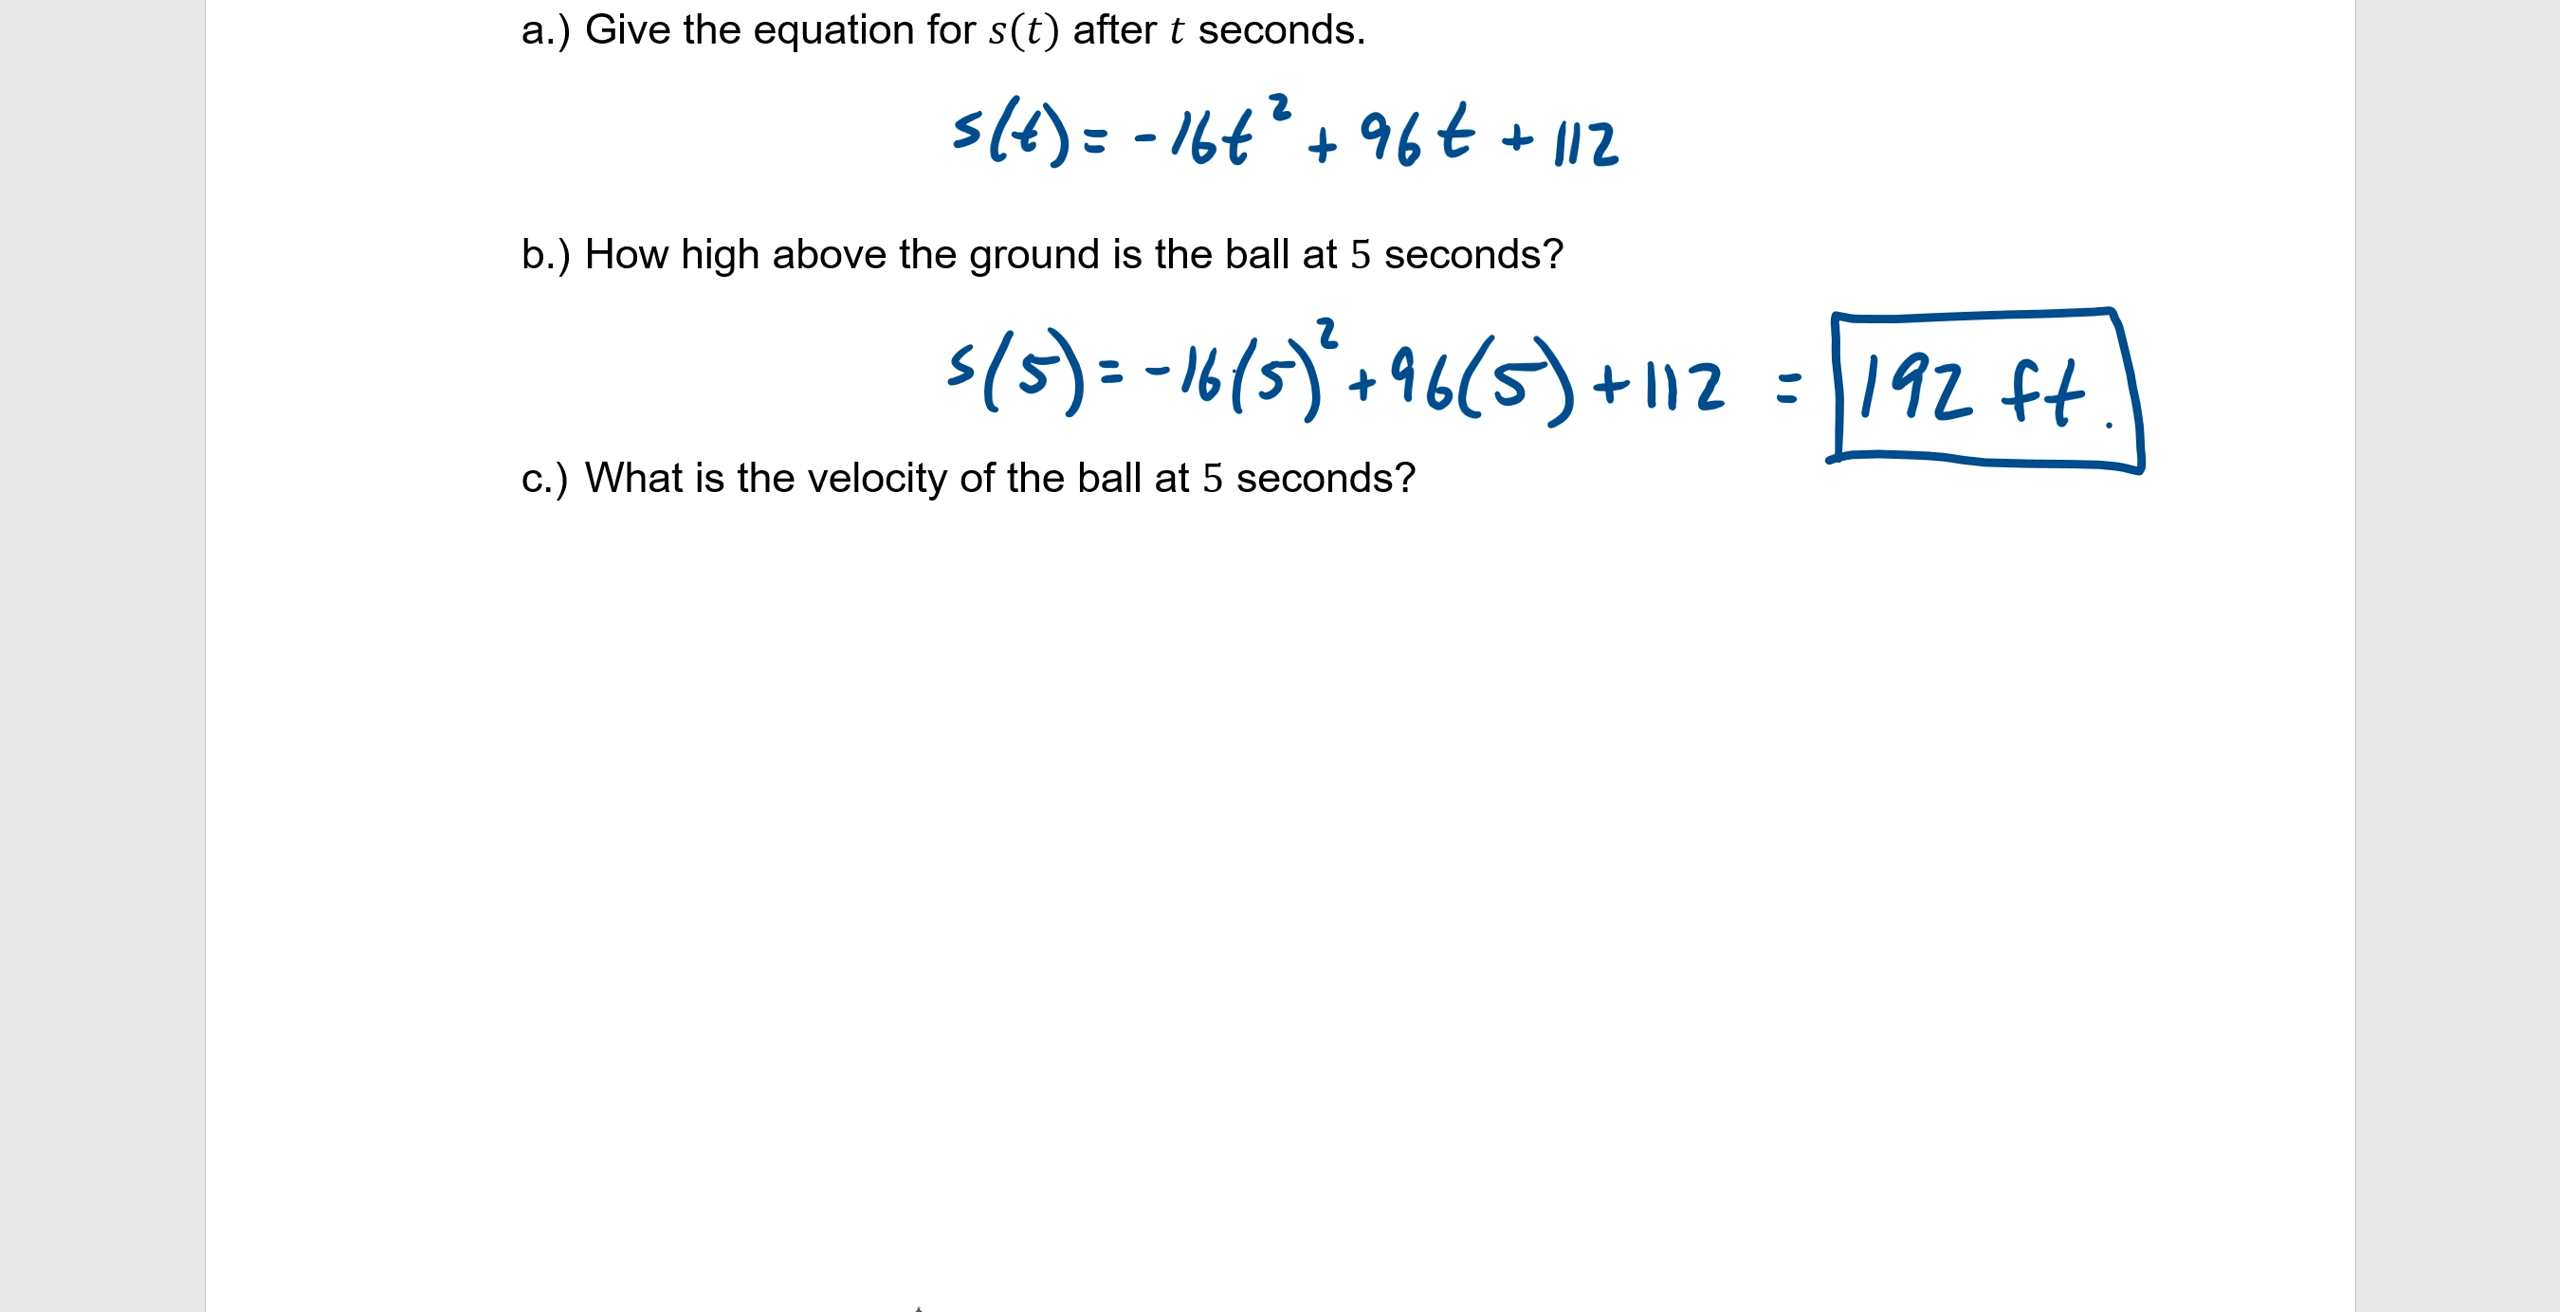 a.) Give the equation for s(t) after t seconds.
s(t) = -16t² + 96t + 112
b.) How high above the ground is the ball at 5 seconds?
s(5) = -16(5)² + 96(5) + 112 = 192 ft.
c.) What is the velocity of the ball at 5 seconds?